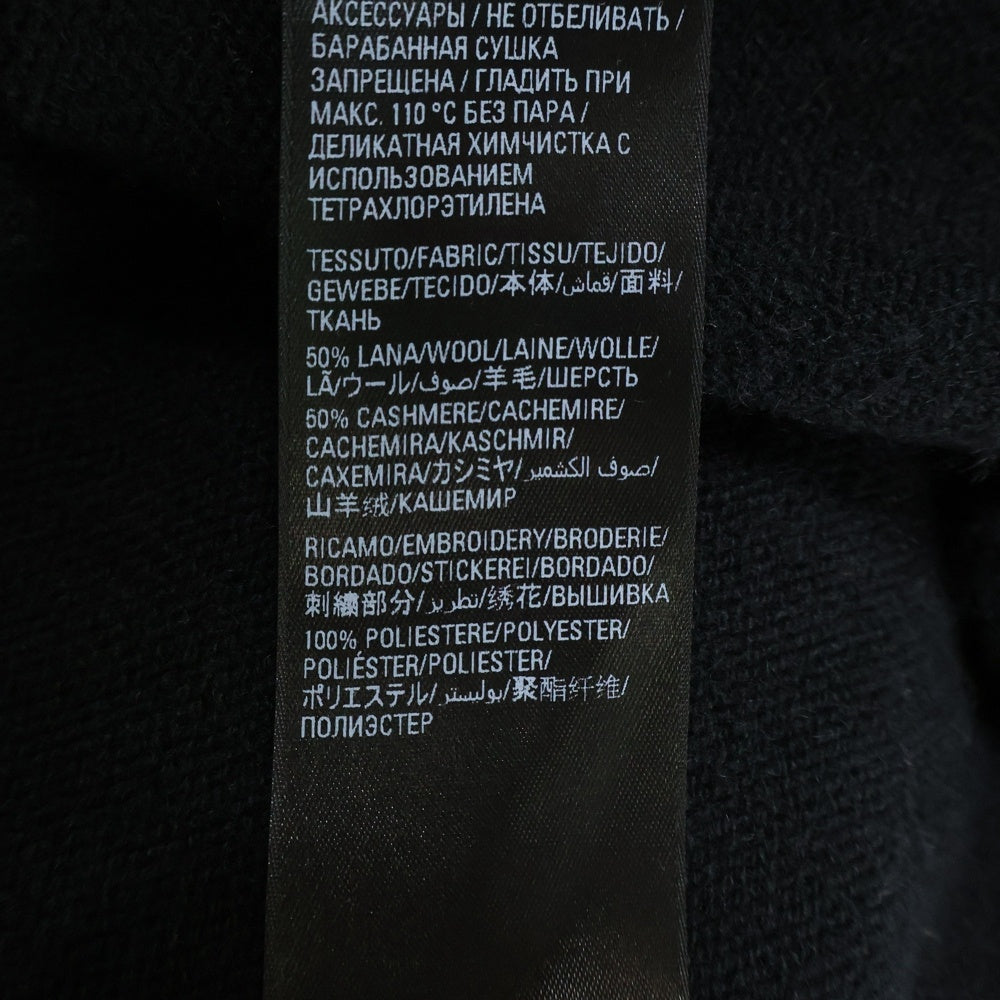 АКСЕССУАРЫ / НЕ ОТБЕЛИВАТЬ /
БАРАБАННАЯ СУШКА
ЗАПРЕЩЕНА / ГЛАДИТЬ ПРИ
МАКС. 110 °C БЕЗ ПАРА /
ДЕЛИКАТНАЯ ХИМЧИСТКА С
ИСПОЛЬЗОВАНИЕМ
ТЕТРАХЛОРЭТИЛЕНА
TESSUTO/FABRIC/TISSU/TEJIDO/
GEWEBE/TECIDO/本体/قماش/面料/
ТКАНЬ
50% LANA/WOOL/LAINE/WOLLE/
LÃ/ウール/صوف/羊毛/ШЕРСТЬ
50% CASHMERE/CACHEMIRE/
CACHEMIRA/KASCHMIR/
CAXEMIRA/カシミヤ/صوف الكشمير/
山羊绒/КАШЕМИР
RICAMO/EMBROIDERY/BRODERIE/
BORDADO/STICKEREI/BORDADO/
刺繍部分/تطريز/绣花/ВЫШИВКА
100% POLIESTERE/POLYESTER/
POLIÉSTER/POLIESTER/
ポリエステル/بوليستر/聚酯纤维/
ПОЛИЭСТЕР